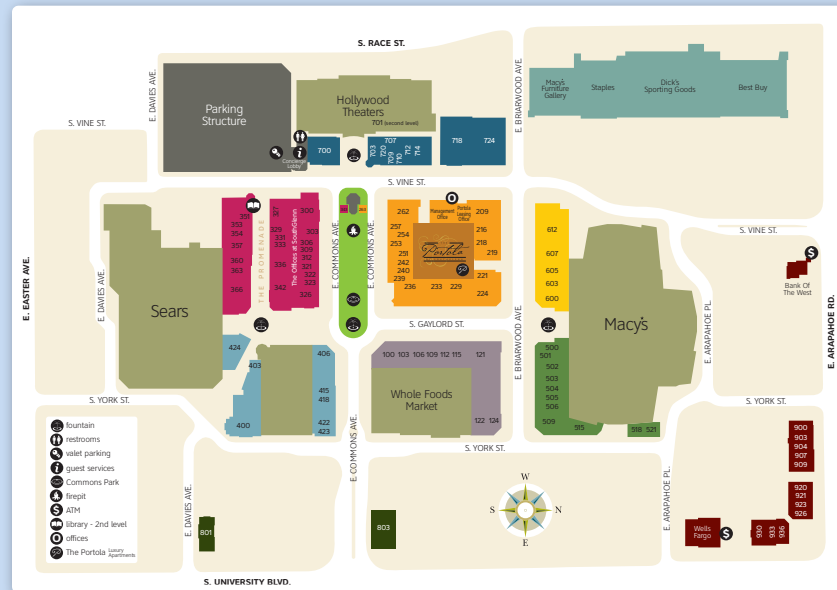 S. RACE ST.
E. DAVIES AVE.
Parking
Structure
Hollywood
Theaters
701 (second level)
E. BRIARWOOD AVE.
Macy's
Furniture
Gallery
Staples
Dick's
Sporting Goods
Best Buy
S. VINE ST.
Concierge
Lobby
700
703
720
707
709
710
712
714
718
724
S. VINE ST.
S. VINE ST.
E. EASTER AVE.
E. DAVIES AVE.
Sears
351
353
354
357
360
363
366
THE PROMENADE
327
329
331
333
336
342
The Offices at SouthGlenn
300
303
306
309
312
321
322
323
326
E. COMMONS AVE.
E. COMMONS AVE.
262
257
254
253
251
242
240
239
236
233
229
Management
Office
Portola
Leasing
Office
209
216
218
219
221
224
Portola
S. GAYLORD ST.
E. BRIARWOOD AVE.
612
607
605
603
600
Macy's
E. ARAPAHOE PL.
Bank Of
The West
E. ARAPAHOE RD.
424
403
406
415
418
422
423
400
100 103 106 109 112 115 121
Whole Foods
Market
122 124
500
501
502
503
504
505
506
509
515
518 521
S. YORK ST.
S. YORK ST.
S. YORK ST.
E. COMMONS AVE.
fountain
restrooms
valet parking
guest services
Commons Park
firepit
ATM
library - 2nd level
offices
The Portola Luxury Apartments
E. DAVIES AVE.
801
803
W
S
N
E
E. ARAPAHOE PL.
900
903
904
907
909
920
921
923
926
Wells
Fargo
930
933
936
S. UNIVERSITY BLVD.